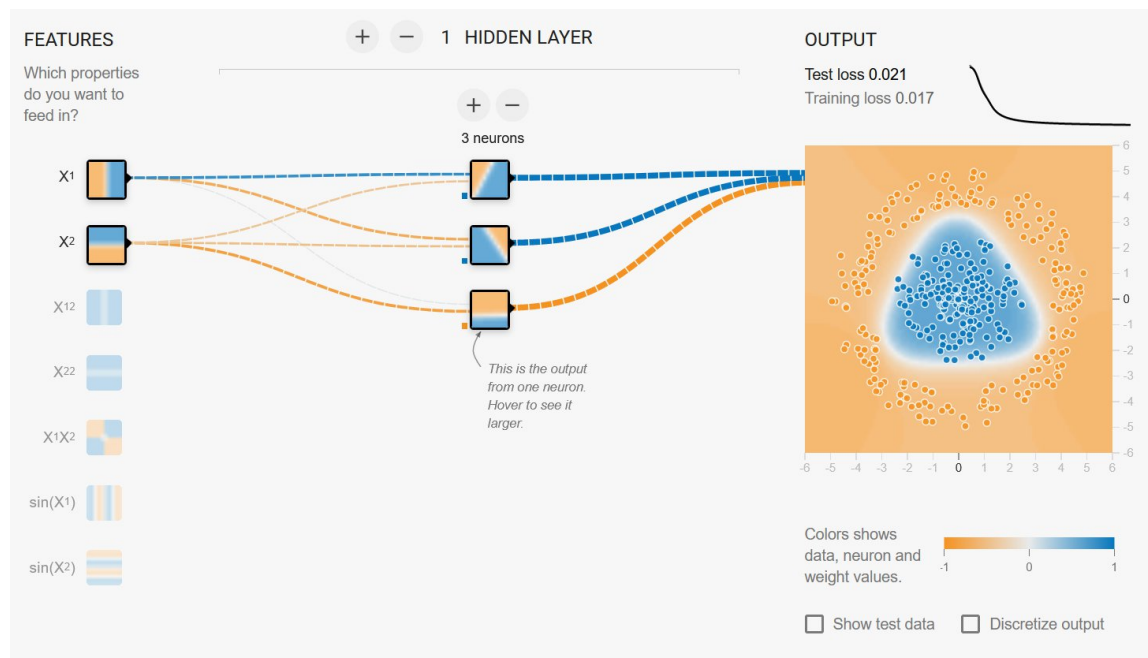 FEATURES
+ − 1 HIDDEN LAYER
OUTPUT
Which properties
do you want to
feed in?
Test loss 0.021
Training loss 0.017
+ −
3 neurons
X1
X2
X12
X22
X1X2
sin(X1)
sin(X2)
This is the output
from one neuron.
Hover to see it
larger.
6
5
4
3
2
1
0
-1
-2
-3
-4
-5
-6
-6 -5 -4 -3 -2 -1 0 1 2 3 4 5 6
Colors shows
data, neuron and
weight values.
-1 0 1
Show test data Discretize output